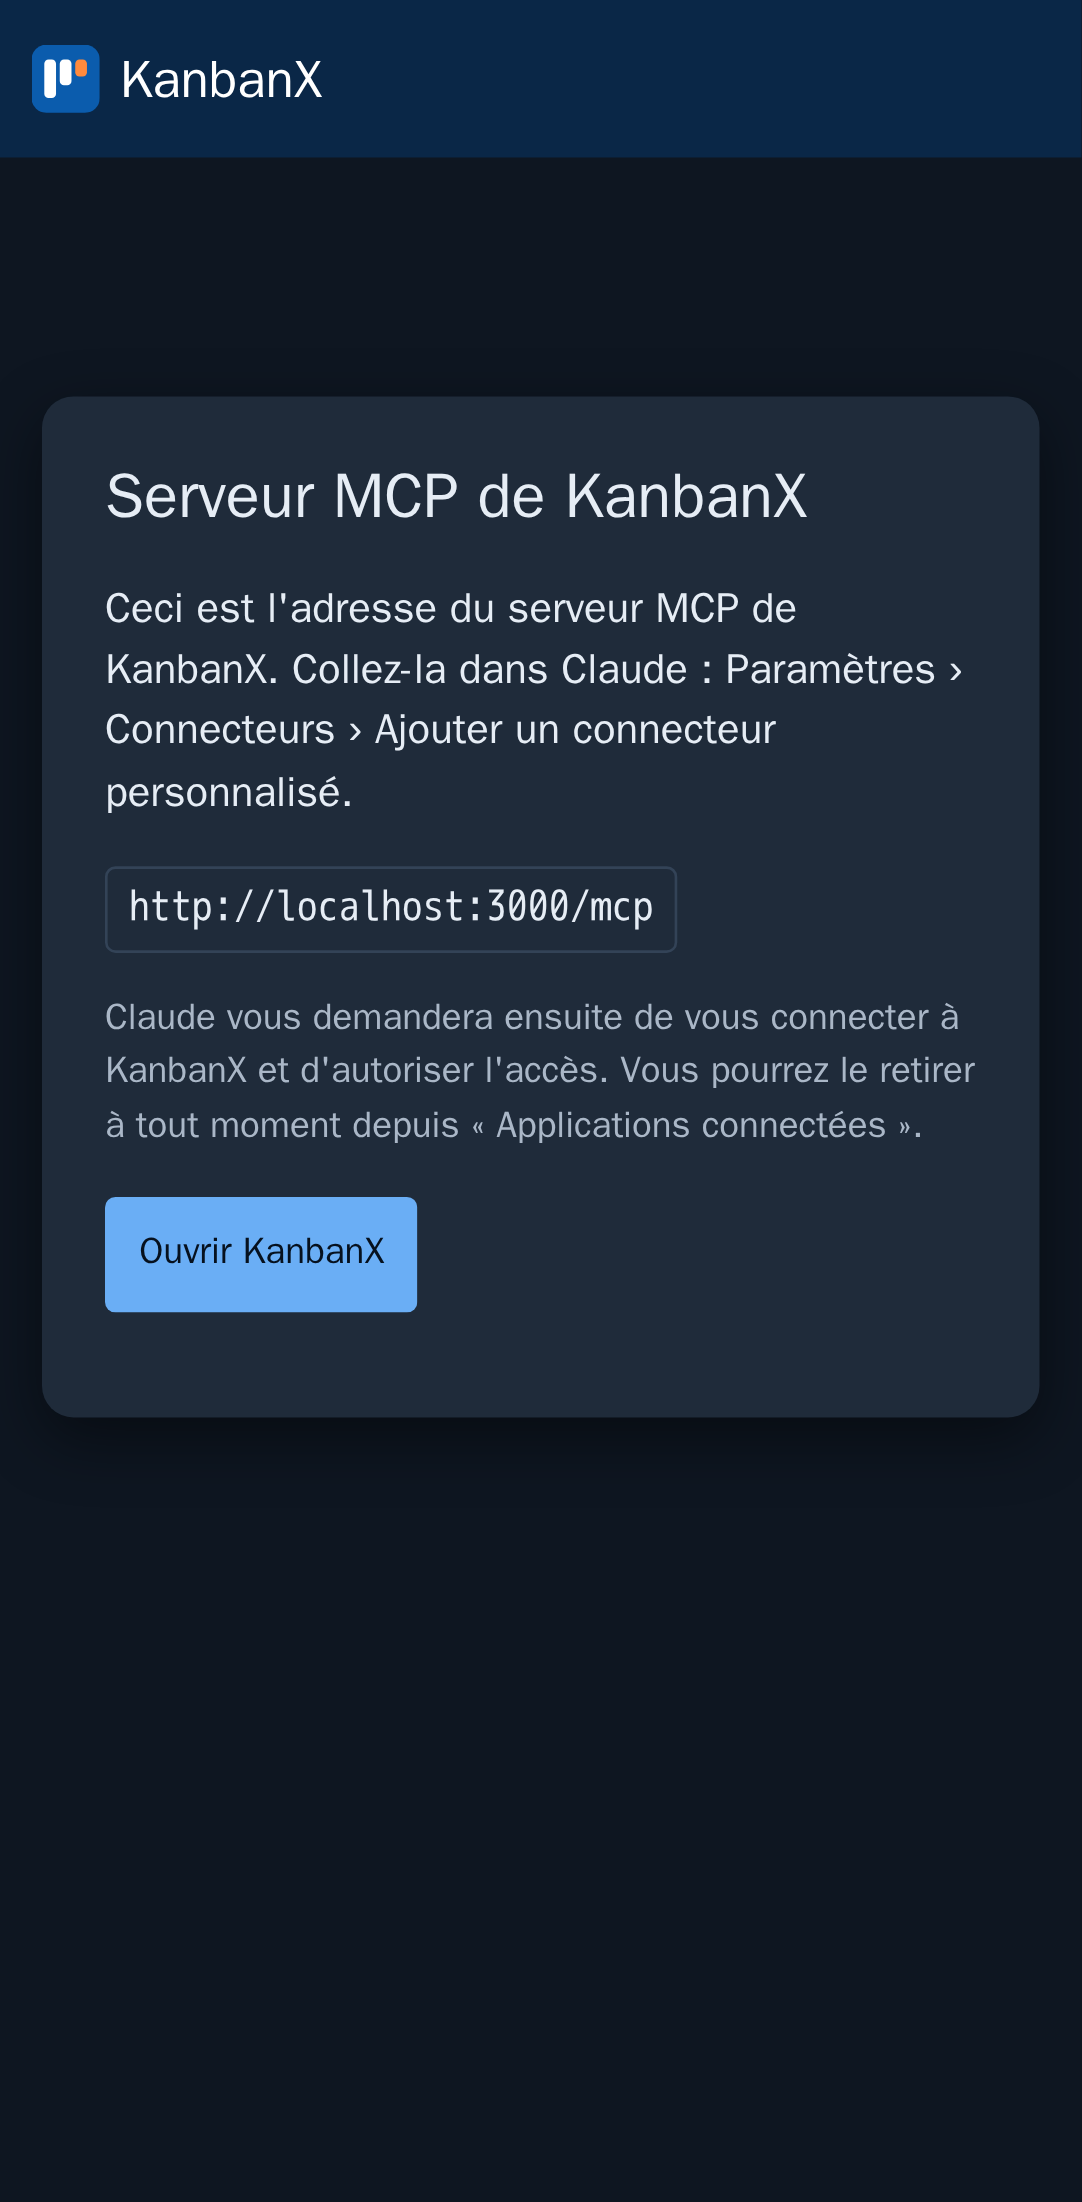 KanbanX
Serveur MCP de KanbanX
Ceci est l'adresse du serveur MCP de
KanbanX. Collez-la dans Claude : Paramètres ›
Connecteurs › Ajouter un connecteur
personnalisé.
http://localhost:3000/mcp
Claude vous demandera ensuite de vous connecter à
KanbanX et d'autoriser l'accès. Vous pourrez le retirer
à tout moment depuis « Applications connectées ».
Ouvrir KanbanX